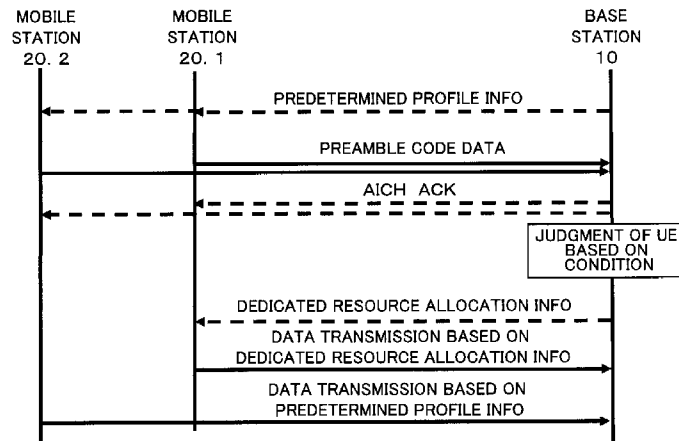 MOBILE STATION 20. 2
MOBILE STATION 20. 1
BASE STATION 10
PREDETERMINED PROFILE INFO
PREAMBLE CODE DATA
AICH ACK
JUDGMENT OF UE
BASED ON
CONDITION
DEDICATED RESOURCE ALLOCATION INFO
DATA TRANSMISSION BASED ON
DEDICATED RESOURCE ALLOCATION INFO
DATA TRANSMISSION BASED ON
PREDETERMINED PROFILE INFO